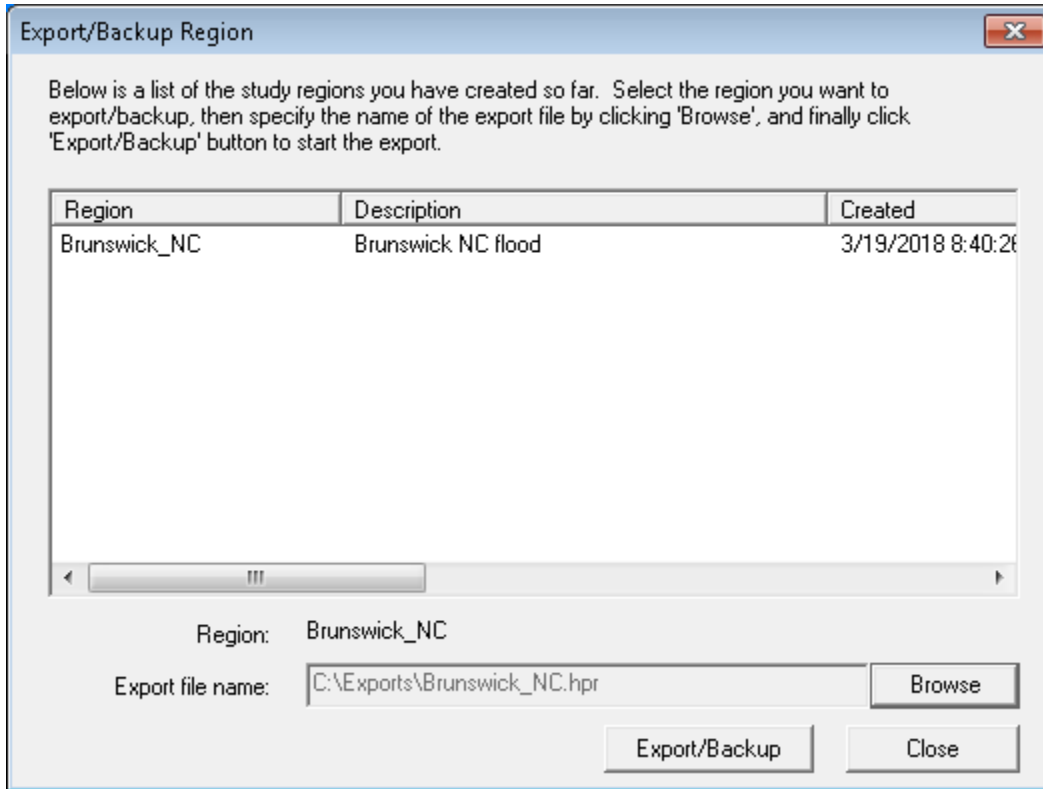 Export/Backup Region
Below is a list of the study regions you have created so far. Select the region you want to
export/backup, then specify the name of the export file by clicking 'Browse', and finally click
'Export/Backup' button to start the export.
Region Description Created
Brunswick_NC Brunswick NC flood 3/19/2018 8:40:26
Region: Brunswick_NC
Export file name: C:\Exports\Brunswick_NC.hpr Browse
Export/Backup Close